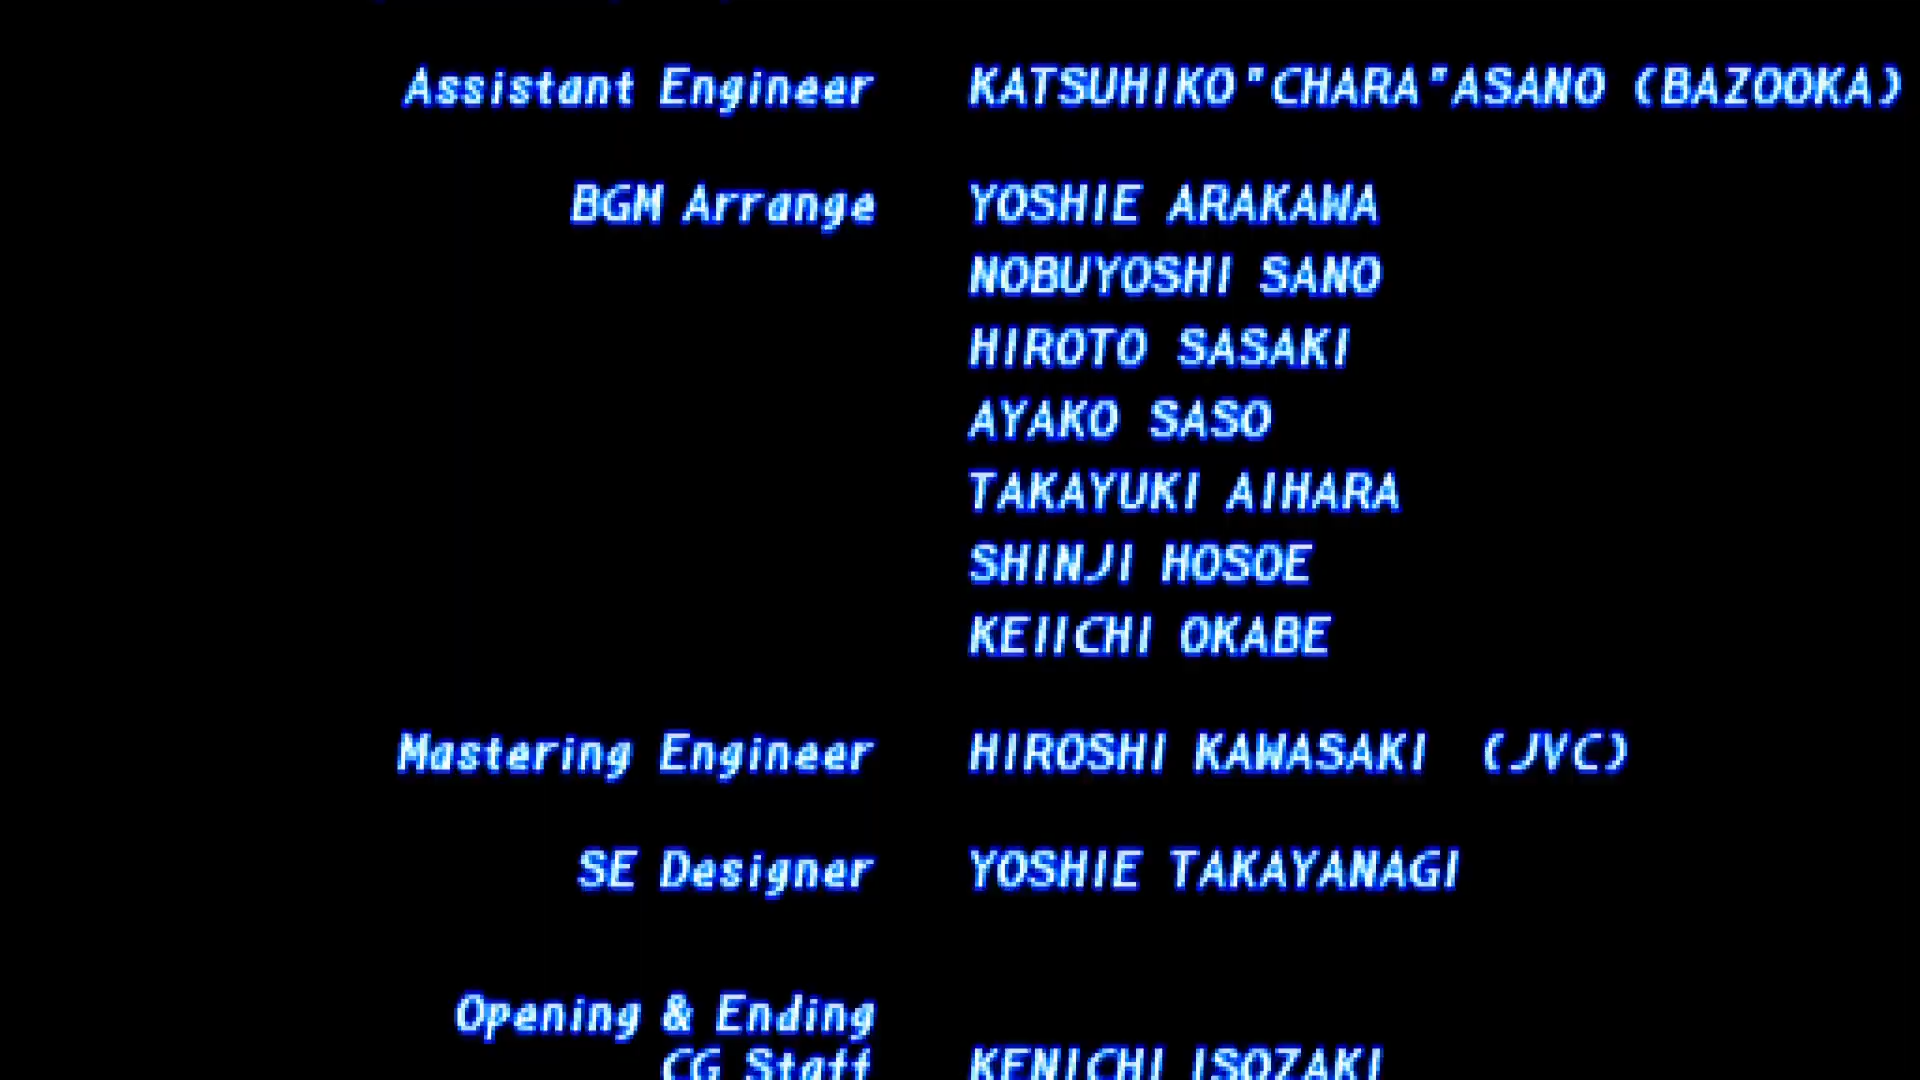 Assistant Engineer KATSUHIKO"CHARA"ASANO (BAZOOKA)
BGM Arrange YOSHIE ARAKAWA
NOBUYOSHI SANO
HIROTO SASAKI
AYAKO SASO
TAKAYUKI AIHARA
SHINJI HOSOE
KEIICHI OKABE
Mastering Engineer HIROSHI KAWASAKI (JVC)
SE Designer YOSHIE TAKAYANAGI
Opening & Ending
CG Staff KENICHI ISOZAKI